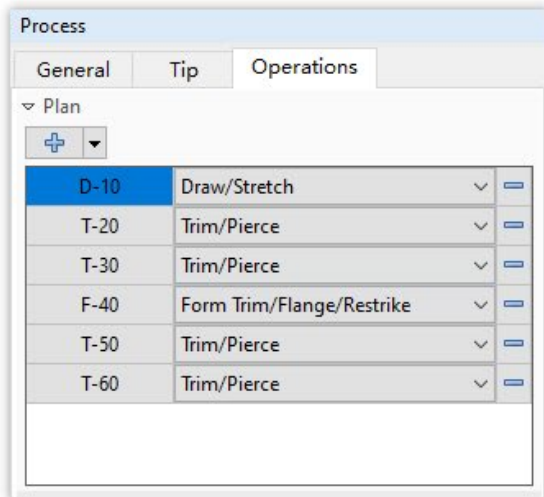 Process
General Tip Operations
Plan
D-10 Draw/Stretch
T-20 Trim/Pierce
T-30 Trim/Pierce
F-40 Form Trim/Flange/Restrike
T-50 Trim/Pierce
T-60 Trim/Pierce